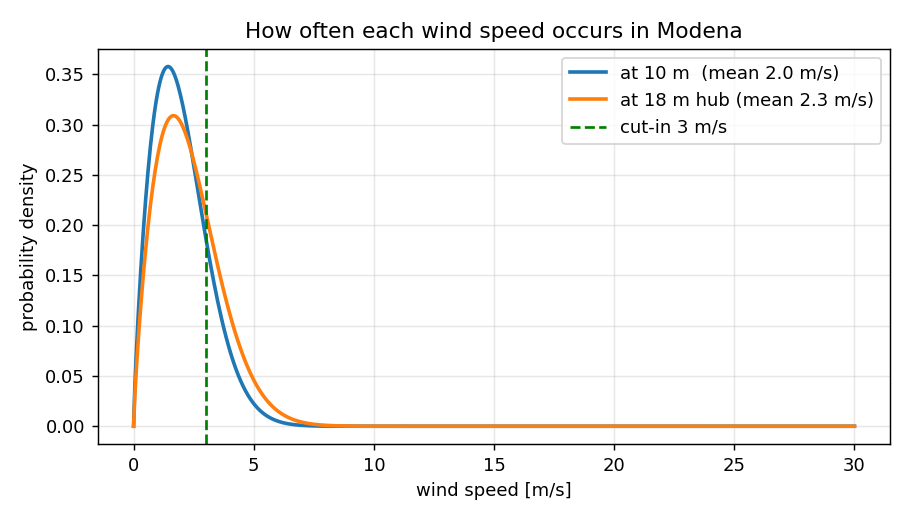 How often each wind speed occurs in Modena
at 10 m  (mean 2.0 m/s)
at 18 m hub (mean 2.3 m/s)
cut-in 3 m/s
probability density
0.35
0.30
0.25
0.20
0.15
0.10
0.05
0.00
0 5 10 15 20 25 30
wind speed [m/s]